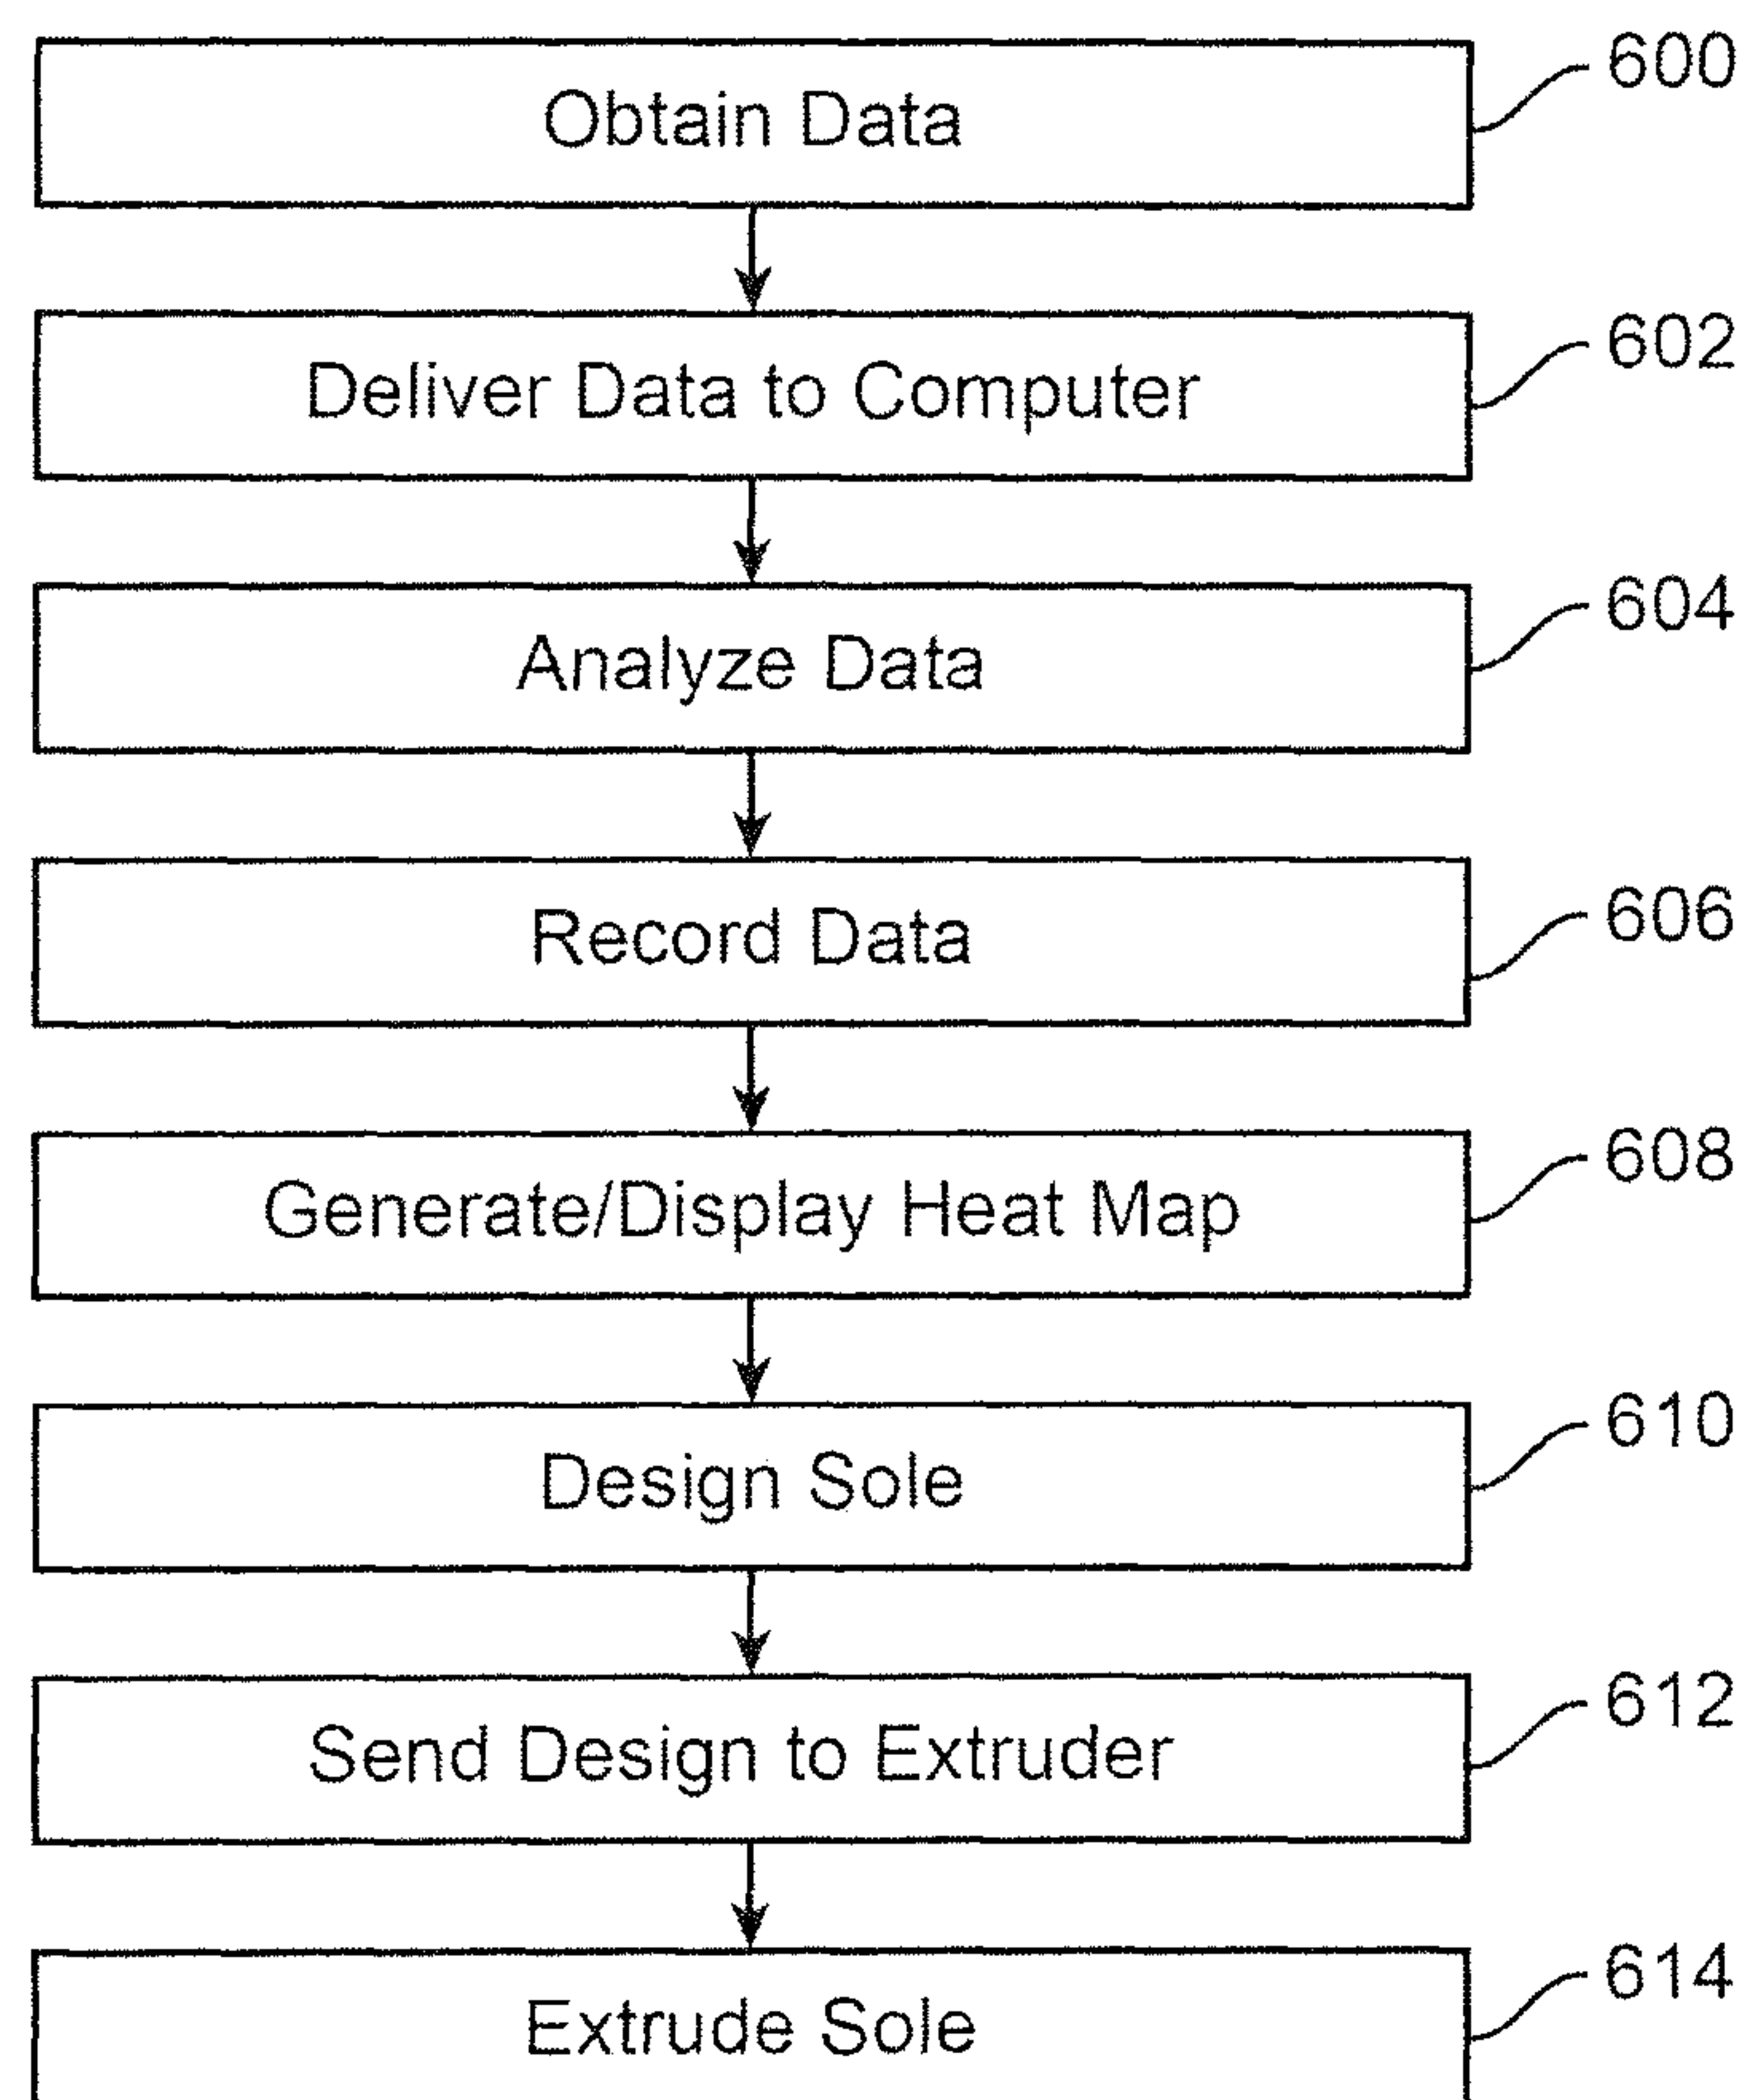 Obtain Data 600
Deliver Data to Computer 602
Analyze Data 604
Record Data 606
Generate/Display Heat Map 608
Design Sole 610
Send Design to Extruder 612
Extrude Sole 614